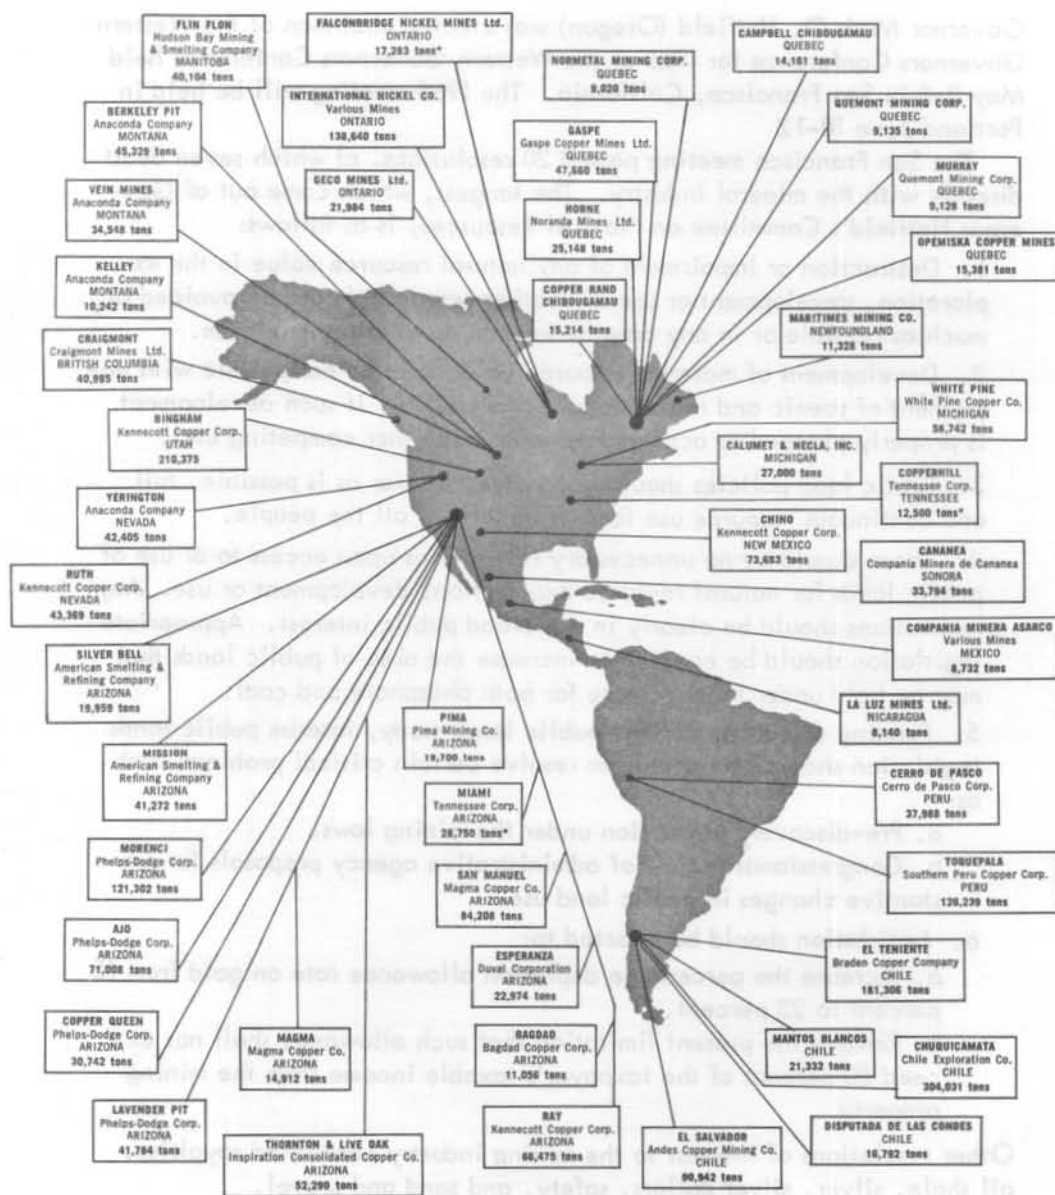 FLIN FLON
Hudson Bay Mining
& Smelting Company
MANITOBA
40,104 tons
FALCONBRIDGE NICKEL MINES Ltd.
ONTARIO
17,283 tons*
NORMETAL MINING CORP.
QUEBEC
9,020 tons
CAMPBELL CHIBOUGAMAU
QUEBEC
14,161 tons
BERKELEY PIT
Anaconda Company
MONTANA
45,329 tons
INTERNATIONAL NICKEL CO.
Various Mines
ONTARIO
138,640 tons
GASPE
Gaspe Copper Mines Ltd.
QUEBEC
47,660 tons
QUEMONT MINING CORP.
QUEBEC
9,135 tons
VEIN MINES
Anaconda Company
MONTANA
34,548 tons
GECO MINES Ltd.
ONTARIO
21,984 tons
HORNE
Noranda Mines Ltd.
QUEBEC
25,148 tons
MURRAY
Quemont Mining Corp.
QUEBEC
9,129 tons
OPEMISKA COPPER MINES
QUEBEC
15,381 tons
KELLEY
Anaconda Company
MONTANA
10,242 tons
COPPER RAND
CHIBOUGAMAU
QUEBEC
15,214 tons
MARITIMES MINING CO.
NEWFOUNDLAND
11,328 tons
CRAIGMONT
Craigmont Mines Ltd.
BRITISH COLUMBIA
40,985 tons
WHITE PINE
White Pine Copper Co.
MICHIGAN
58,742 tons
BINGHAM
Kennecott Copper Corp.
UTAH
210,375
CALUMET & HECLA, INC.
MICHIGAN
27,000 tons
COPPERHILL
Tennessee Corp.
TENNESSEE
12,500 tons*
YERINGTON
Anaconda Company
NEVADA
42,405 tons
CHINO
Kennecott Copper Corp.
NEW MEXICO
73,683 tons
CANANEA
Compania Minera de Cananea
SONORA
33,794 tons
RUTH
Kennecott Copper Corp.
NEVADA
43,369 tons
COMPANIA MINERA ASARCO
Various Mines
MEXICO
8,732 tons
SILVER BELL
American Smelting &
Refining Company
ARIZONA
19,959 tons
PIMA
Pima Mining Co.
ARIZONA
19,700 tons
LA LUZ MINES Ltd.
NICARAGUA
8,140 tons
MISSION
American Smelting &
Refining Company
ARIZONA
41,272 tons
MIAMI
Tennessee Corp.
ARIZONA
28,750 tons*
CERRO DE PASCO
Cerro de Pasco Corp.
PERU
37,988 tons
MORENCI
Phelps-Dodge Corp.
ARIZONA
121,302 tons
SAN MANUEL
Magma Copper Co.
ARIZONA
84,208 tons
TOQUEPALA
Southern Peru Copper Corp.
PERU
139,239 tons
AJO
Phelps-Dodge Corp.
ARIZONA
71,008 tons
ESPERANZA
Duval Corporation
ARIZONA
22,974 tons
EL TENIENTE
Braden Copper Company
CHILE
181,306 tons
COPPER QUEEN
Phelps-Dodge Corp.
ARIZONA
30,742 tons
MAGMA
Magma Copper Co.
ARIZONA
14,912 tons
BAGDAD
Bagdad Copper Corp.
ARIZONA
11,056 tons
MANTOS BLANCOS
CHILE
21,332 tons
CHUQUICAMATA
Chile Exploration Co.
CHILE
304,031 tons
LAVENDER PIT
Phelps-Dodge Corp.
ARIZONA
41,784 tons
THORNTON & LIVE OAK
Inspiration Consolidated Copper Co.
ARIZONA
52,290 tons
RAY
Kennecott Copper Corp.
ARIZONA
46,475 tons
EL SALVADOR
Andes Copper Mining Co.
CHILE
90,942 tons
DISPUTADA DE LAS CONDES
CHILE
16,792 tons